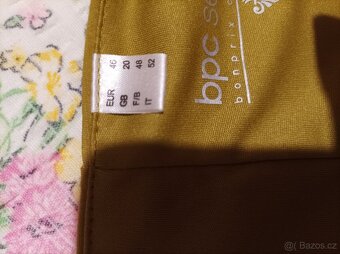 EUR 46
GB 20
F/B 48
IT 52
bpc se
bonprix c
© Bazos.cz